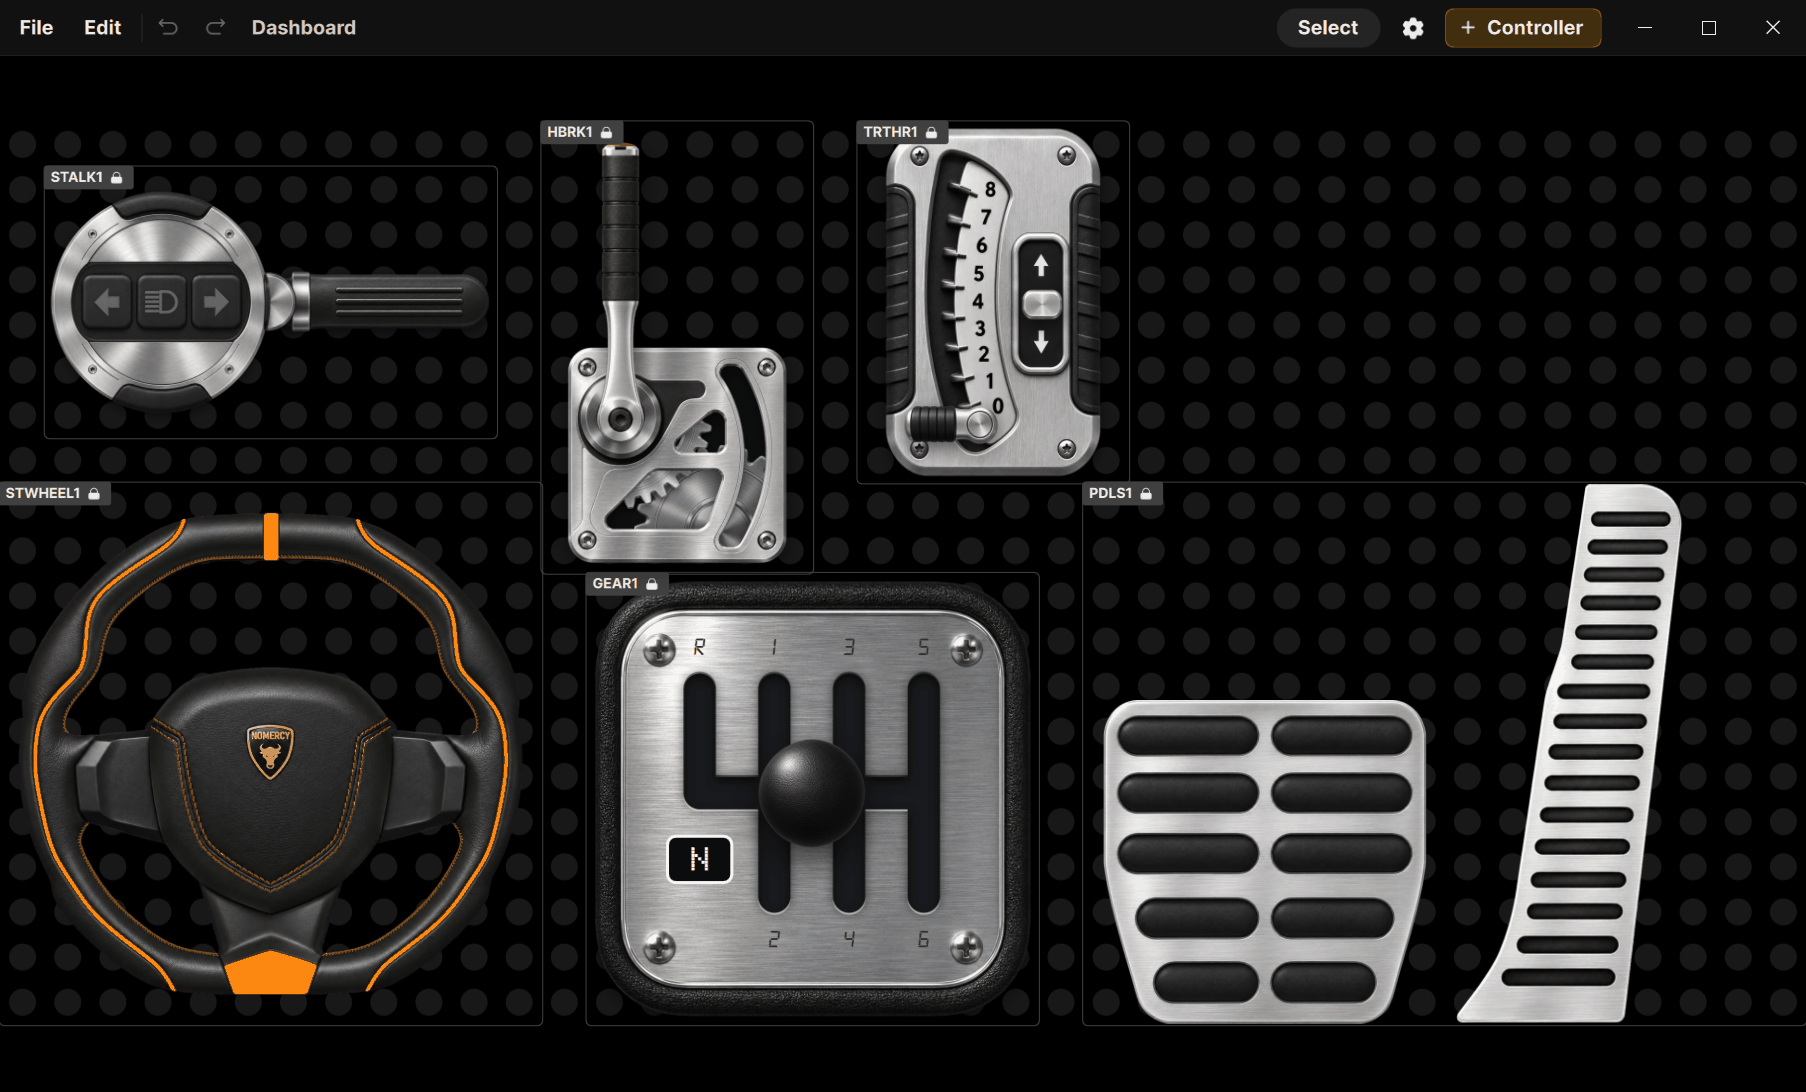 File Edit Dashboard Select + Controller
HBRK1
TRTHR1
STALK1
8
7
6
5
4
3
2
1
0
STWHEEL1
PDLS1
NOMERCY
GEAR1
R 1 3 5
N
2 4 6